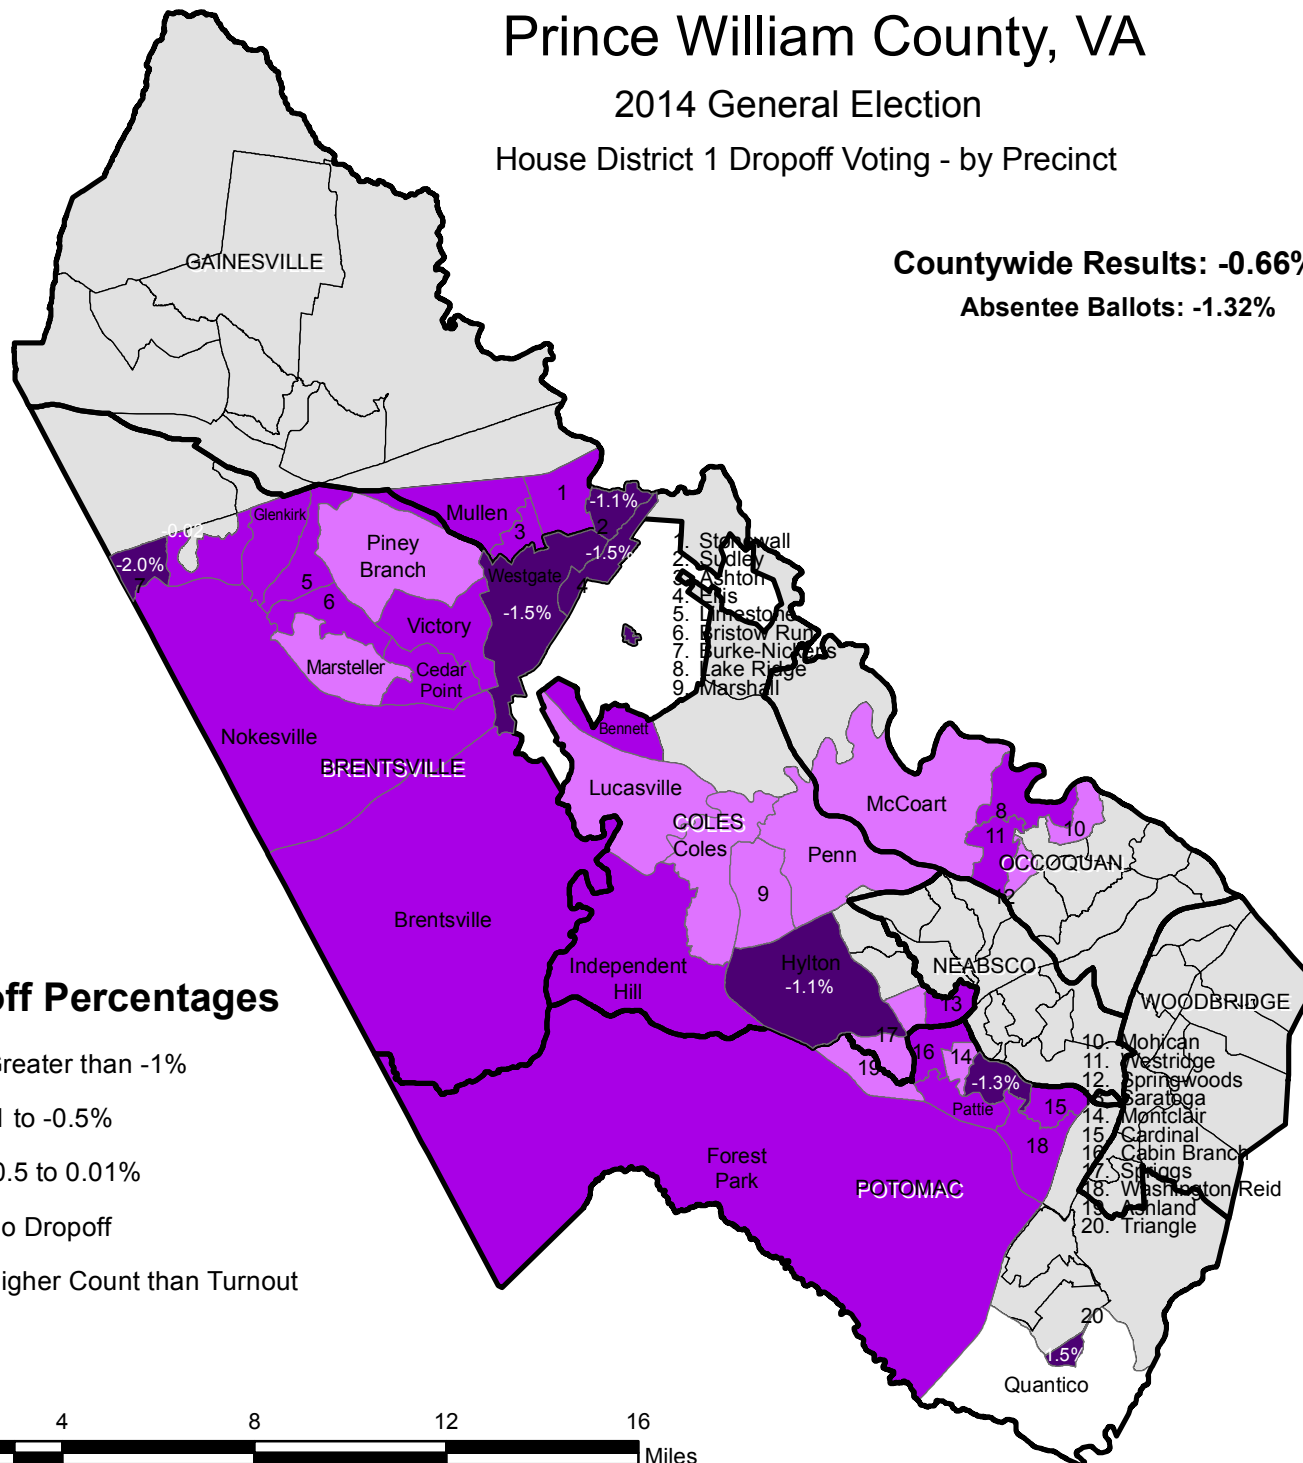 Prince William County, VA
2014 General Election
House District 1 Dropoff Voting - by Precinct
Countywide Results: -0.66%
Absentee Ballots: -1.32%
GAINESVILLE
Mullen
1
-1.1%
2
3
-1.5%
Glenkirk
-0.02
-2.0%
7
Piney
Branch
5
6
Westgate
-1.5%
4
Victory
Marsteller
Cedar
Point
1. Stonewall
2. Sudley
3. Ashton
4. Ellis
5. Limestone
6. Bristow Run
7. Burke-Nickens
8. Lake Ridge
9. Marshall
Nokesville
BRENTSVILLE
Bennett
Lucasville
COLES
Coles
Penn
McCoart
8
11
10
OCCOQUAN
12
9
Brentsville
Independent
Hill
Hylton
-1.1%
NEABSCO
13
WOODBRIDGE
17
16
14
19
-1.3%
Pattie
15
18
10. Mohican
11. Westridge
12. Springwoods
13. Saratoga
14. Montclair
15. Cardinal
16. Cabin Branch
17. Spriggs
18. Washington Reid
19. Ashland
20. Triangle
Forest
Park
POTOMAC
20
1.5%
Quantico
off Percentages
Greater than -1%
1 to -0.5%
0.5 to 0.01%
o Dropoff
igher Count than Turnout
4 8 12 16
Miles